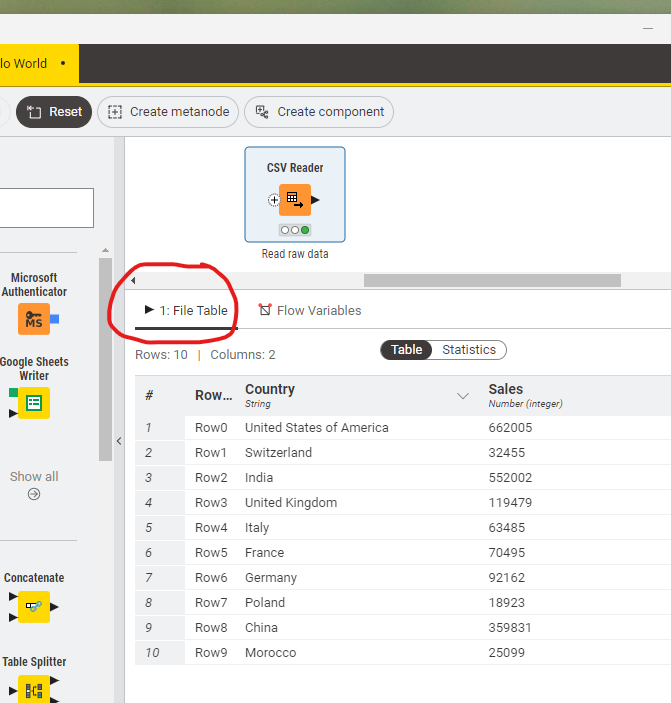 lo World •
Reset
Create metanode
Create component
CSV Reader
Read raw data
Microsoft
Authenticator
MS
Google Sheets
Writer
Show all
Concatenate
Table Splitter
1: File Table
Flow Variables
Rows: 10 | Columns: 2
Table
Statistics
# Row... Country Sales
String Number (integer)
1 Row0 United States of America 662005
2 Row1 Switzerland 32455
3 Row2 India 552002
4 Row3 United Kingdom 119479
5 Row4 Italy 63485
6 Row5 France 70495
7 Row6 Germany 92162
8 Row7 Poland 18923
9 Row8 China 359831
10 Row9 Morocco 25099